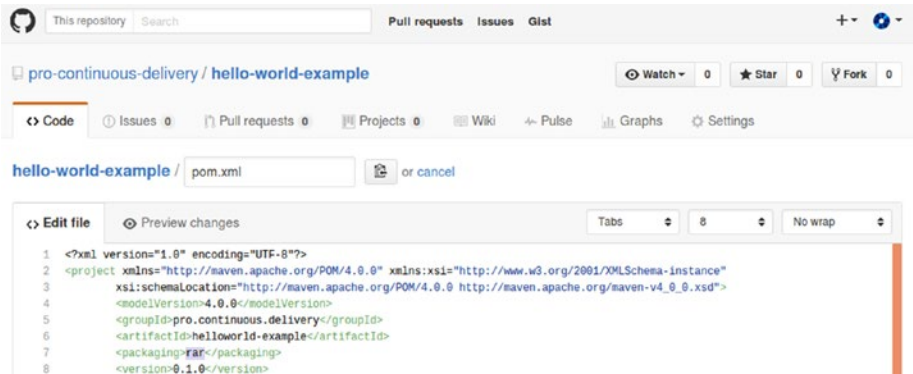 This repository Search Pull requests Issues Gist
pro-continuous-delivery / hello-world-example Watch 0 Star 0 Fork 0
Code Issues 0 Pull requests 0 Projects 0 Wiki Pulse Graphs Settings
hello-world-example / pom.xml or cancel
Edit file Preview changes Tabs 8 No wrap
1 <?xml version="1.0" encoding="UTF-8"?>
2 <project xmlns="http://maven.apache.org/POM/4.0.0" xmlns:xsi="http://www.w3.org/2001/XMLSchema-instance"
3 xsi:schemaLocation="http://maven.apache.org/POM/4.0.0 http://maven.apache.org/maven-v4_0_0.xsd">
4 <modelVersion>4.0.0</modelVersion>
5 <groupId>pro.continuous.delivery</groupId>
6 <artifactId>helloworld-example</artifactId>
7 <packaging>rar</packaging>
8 <version>0.1.0</version>